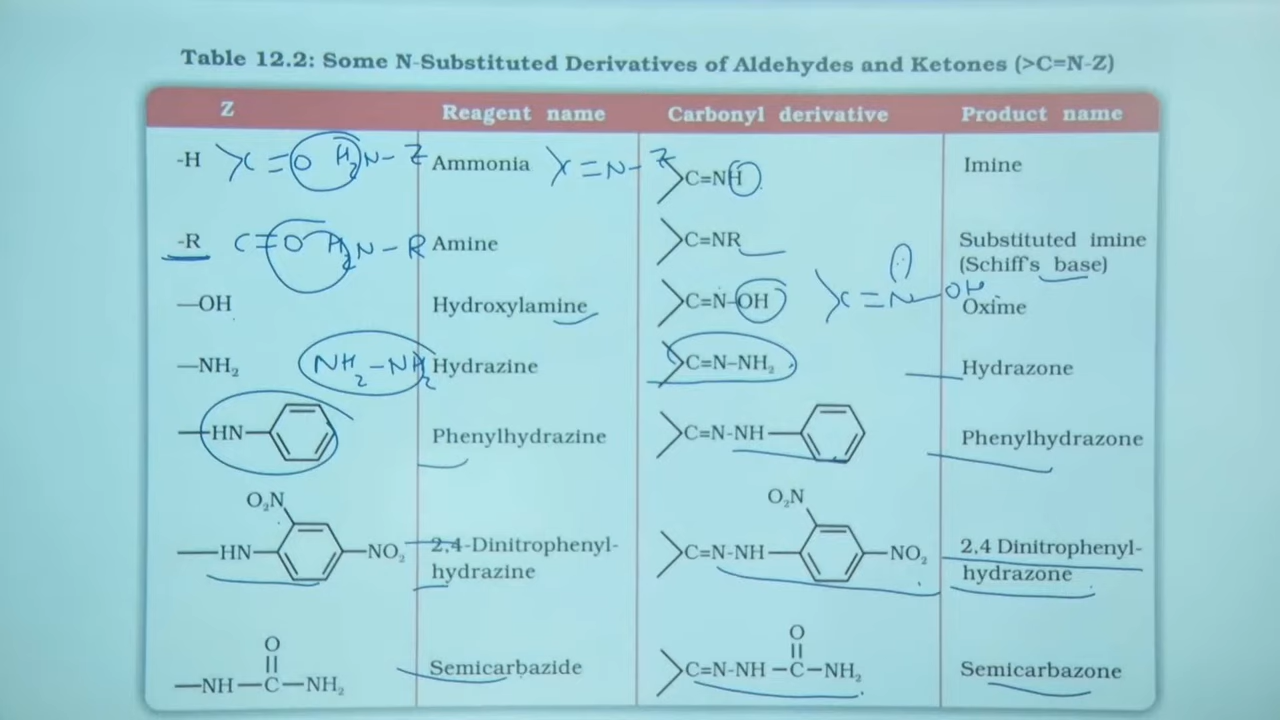 Table 12.2: Some N-Substituted Derivatives of Aldehydes and Ketones (>C=N-Z)
Z Reagent name Carbonyl derivative Product name
-H >C=O H₂N-Z Ammonia >C=N-Z >C=NH Imine
-R C=O H₂N-R Amine >C=NR Substituted imine
(Schiff's base)
—OH Hydroxylamine >C=N-OH >C=N-OH Oxime
—NH₂ NH₂-NH₂ Hydrazine >C=N-NH₂ Hydrazone
—HN— Phenylhydrazine >C=N-NH— Phenylhydrazone
O₂N O₂N
—HN— —NO₂ 2,4-Dinitrophenyl- >C=N-NH— —NO₂ 2,4 Dinitrophenyl-
hydrazine hydrazone
O O
—NH—C—NH₂ Semicarbazide >C=N-NH—C—NH₂ Semicarbazone